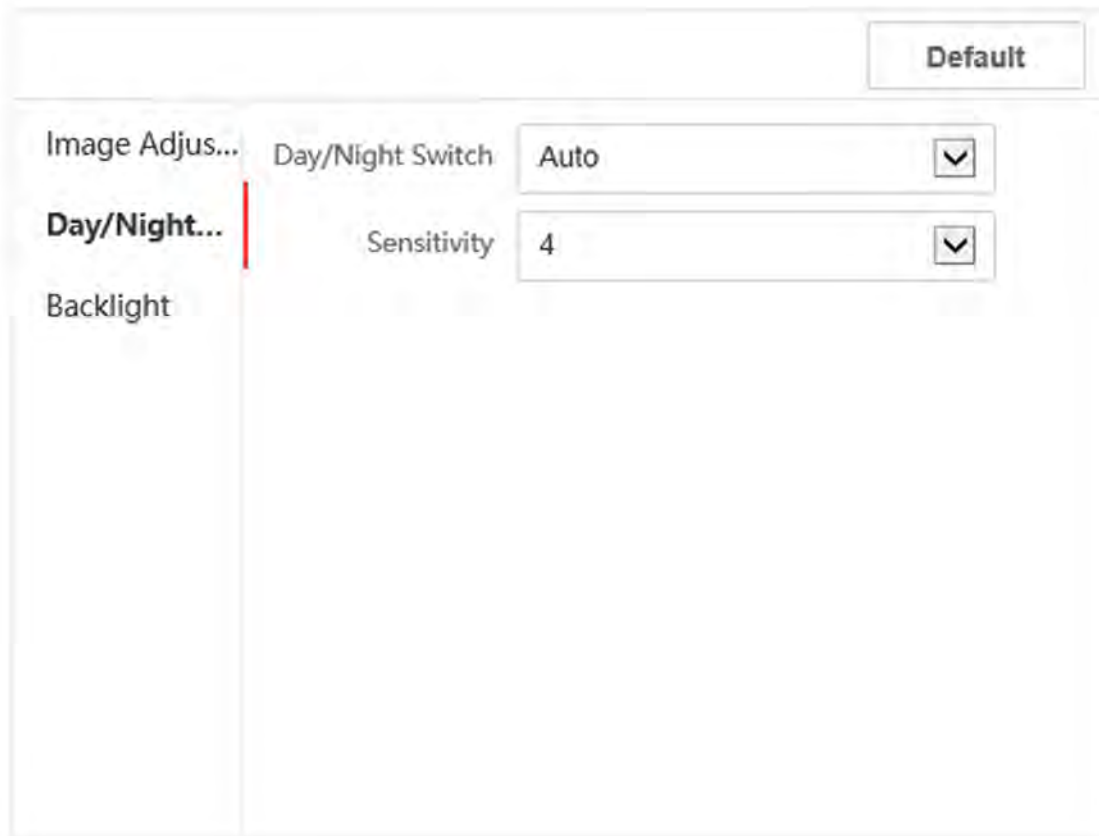 Default
Image Adjus...
Day/Night...
Backlight
Day/Night Switch Auto
Sensitivity 4